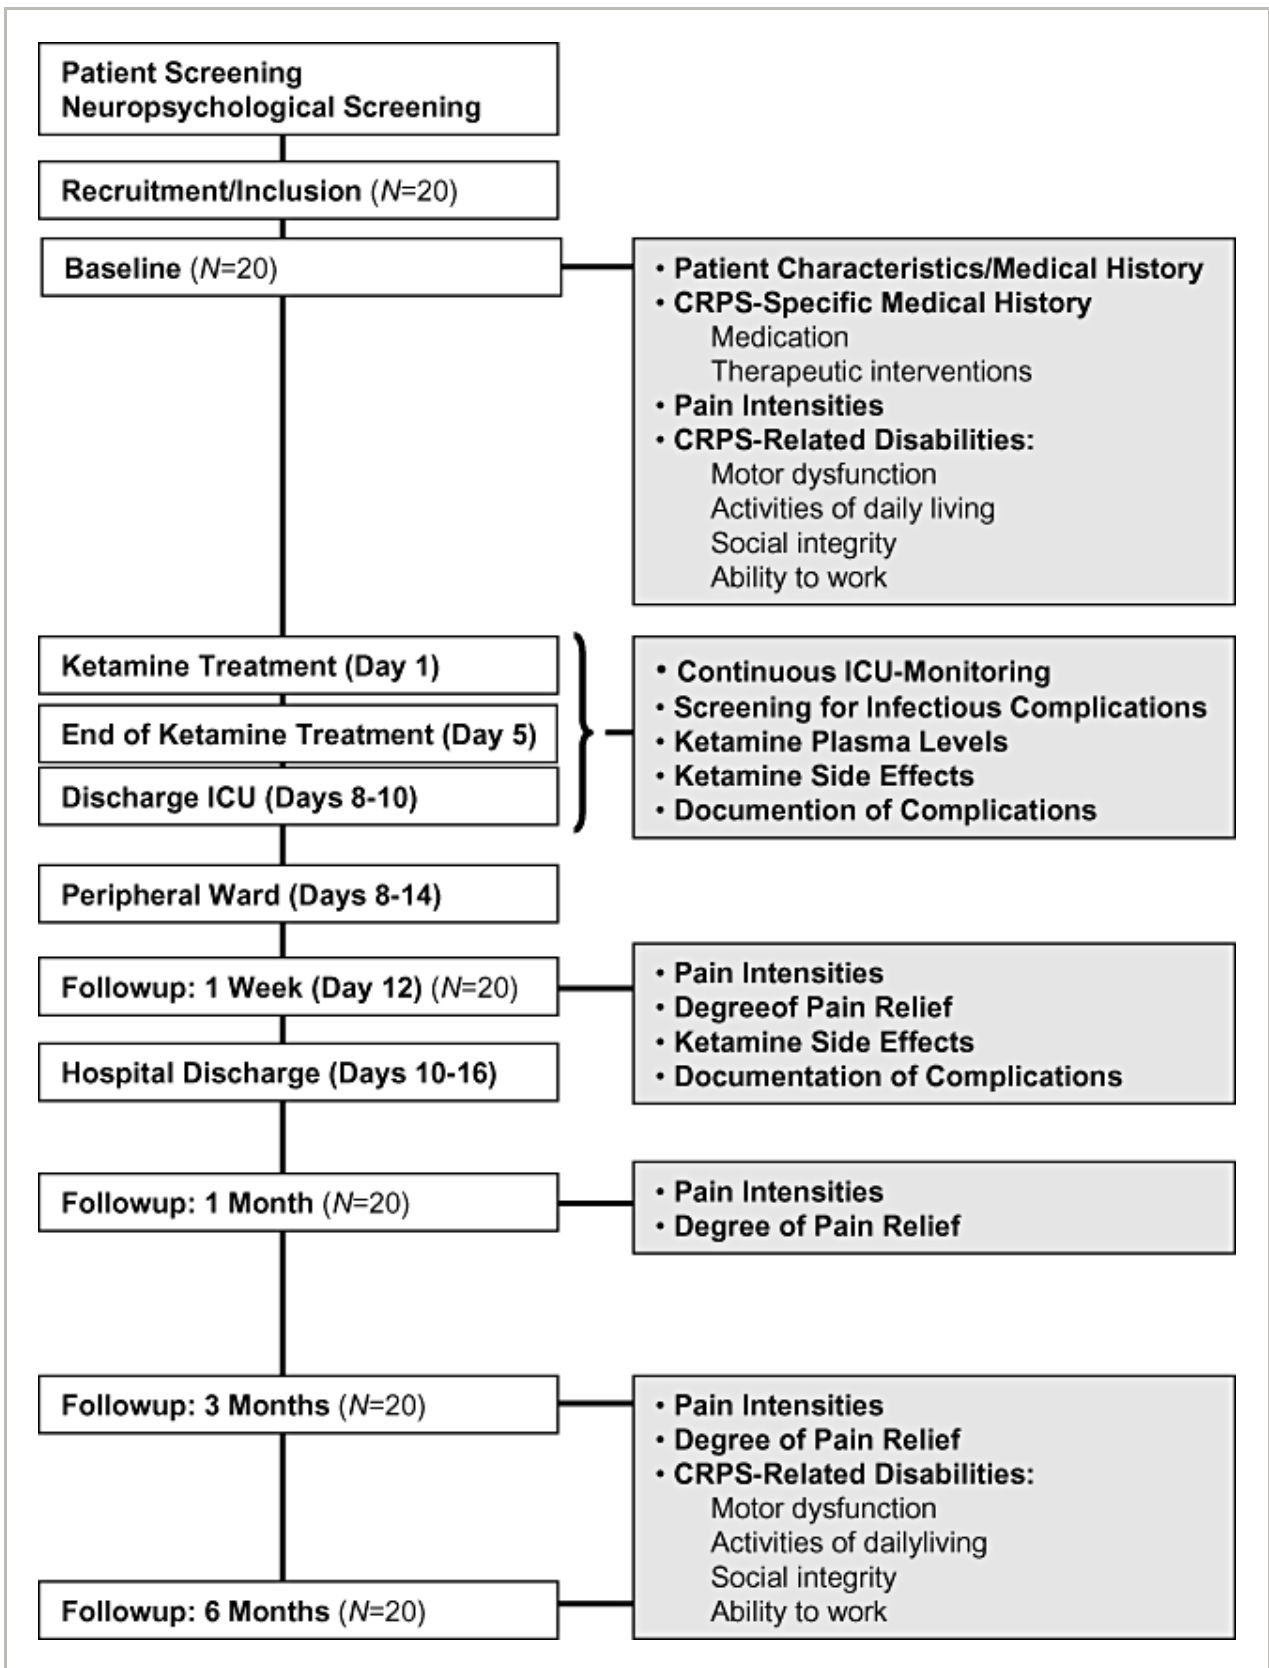 Patient Screening
Neuropsychological Screening
Recruitment/Inclusion (N=20)
Baseline (N=20)
• Patient Characteristics/Medical History
• CRPS-Specific Medical History
Medication
Therapeutic interventions
• Pain Intensities
• CRPS-Related Disabilities:
Motor dysfunction
Activities of daily living
Social integrity
Ability to work
Ketamine Treatment (Day 1)
End of Ketamine Treatment (Day 5)
Discharge ICU (Days 8-10)
• Continuous ICU-Monitoring
• Screening for Infectious Complications
• Ketamine Plasma Levels
• Ketamine Side Effects
• Documention of Complications
Peripheral Ward (Days 8-14)
Followup: 1 Week (Day 12) (N=20)
• Pain Intensities
• Degreeof Pain Relief
• Ketamine Side Effects
• Documentation of Complications
Hospital Discharge (Days 10-16)
Followup: 1 Month (N=20)
• Pain Intensities
• Degree of Pain Relief
Followup: 3 Months (N=20)
• Pain Intensities
• Degree of Pain Relief
• CRPS-Related Disabilities:
Motor dysfunction
Activities of dailyliving
Social integrity
Ability to work
Followup: 6 Months (N=20)